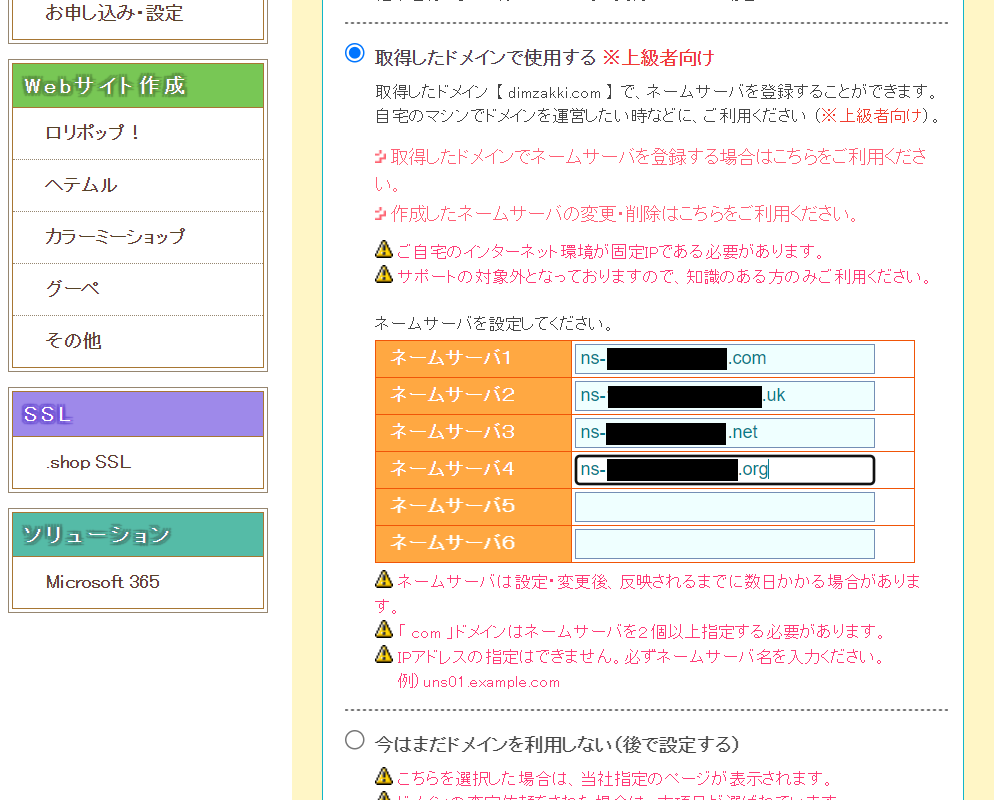 お申し込み・設定
Webサイト作成
ロリポップ！
ヘテムル
カラーミーショップ
グーペ
その他
SSL
.shop SSL
ソリューション
Microsoft 365
取得したドメインで使用する ※上級者向け
取得したドメイン【 dimzakki.com 】で、ネームサーバを登録することができます。
自宅のマシンでドメインを運営したい時などに、ご利用ください（※上級者向け）。
取得したドメインでネームサーバを登録する場合はこちらをご利用くださ
い。
作成したネームサーバの変更・削除はこちらをご利用ください。
ご自宅のインターネット環境が固定IPである必要があります。
サポートの対象外となっておりますので、知識のある方のみご利用ください。
ネームサーバを設定してください。
ネームサーバ1 ns- .com
ネームサーバ2 ns- .uk
ネームサーバ3 ns- .net
ネームサーバ4 ns- .org
ネームサーバ5
ネームサーバ6
ネームサーバは設定・変更後、反映されるまでに数日かかる場合がありま
す。
「 com 」ドメインはネームサーバを２個以上指定する必要があります。
IPアドレスの指定はできません。必ずネームサーバ名を入力ください。
例）uns01.example.com
今はまだドメインを利用しない（後で設定する）
こちらを選択した場合は、当社指定のページが表示されます。